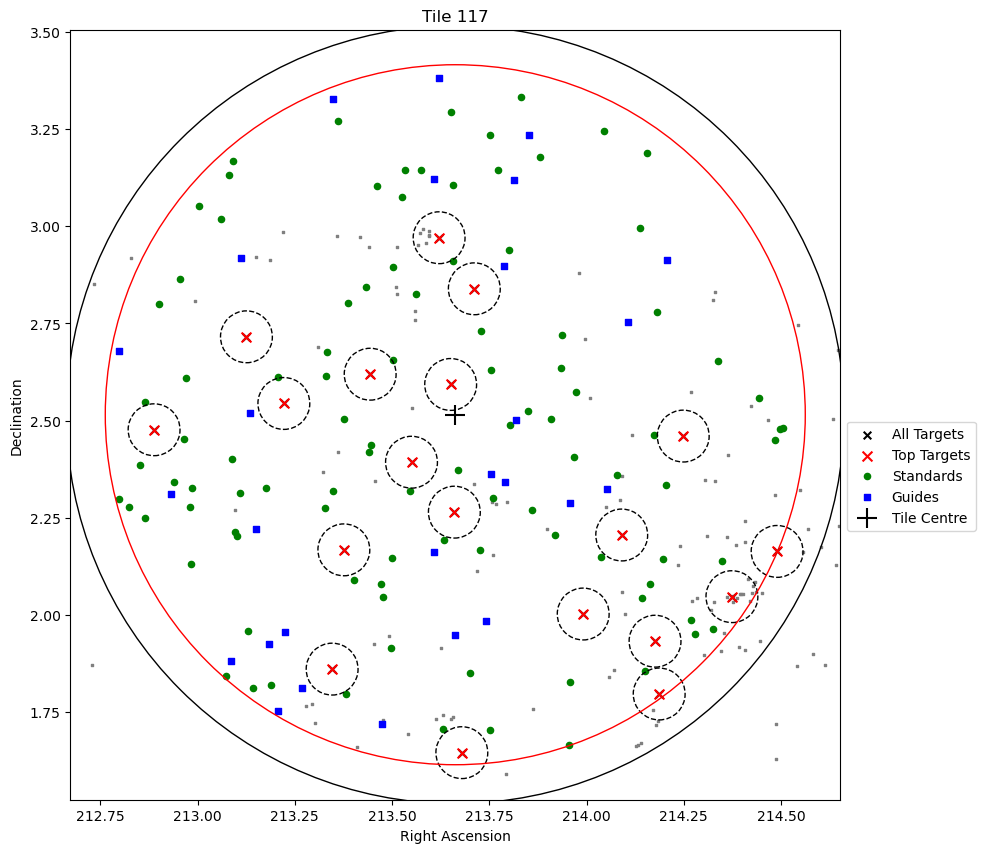 Tile 117
3.50
3.25
3.00
2.75
2.50
2.25
2.00
1.75
Declination
212.75 213.00 213.25 213.50 213.75 214.00 214.25 214.50
Right Ascension
All Targets
Top Targets
Standards
Guides
Tile Centre